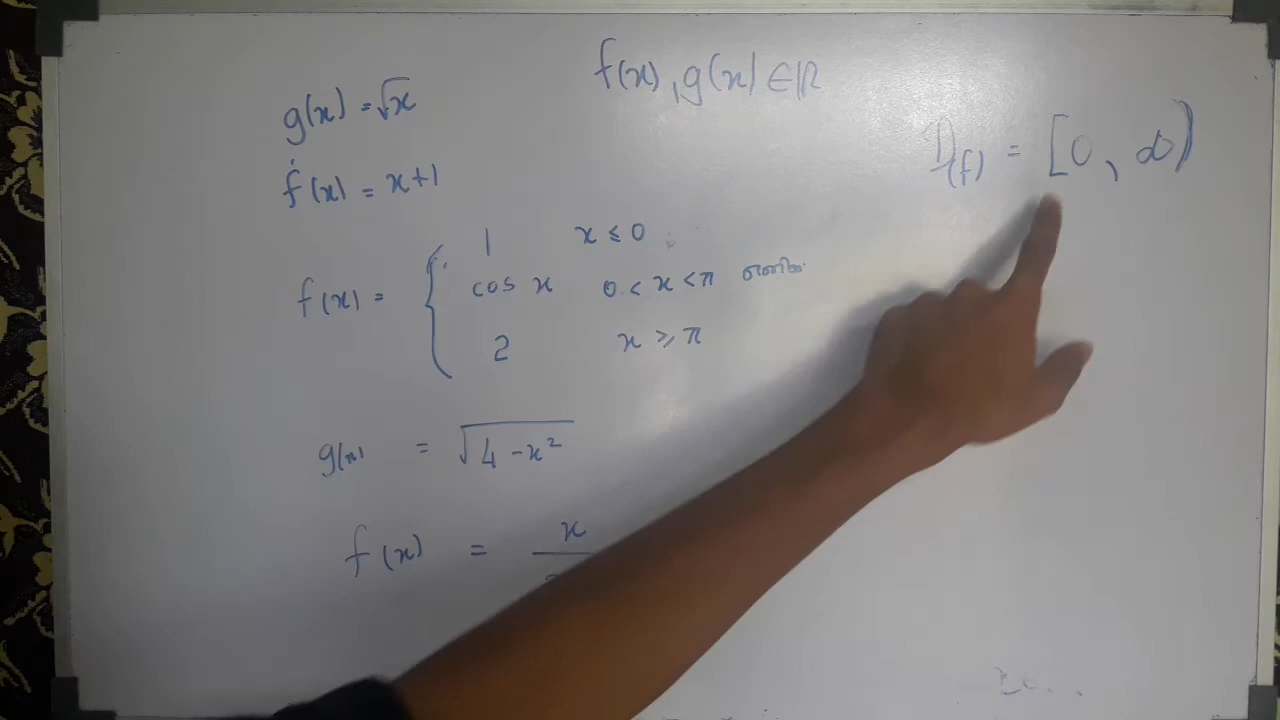 f(x), g(x) ∈ ℝ
g(x) = √x
D(f) = [0, ∞)
f(x) = x+1
f(x) = { 1 x ≤ 0
cos x 0 < x < π
2 x ≥ π
g(x) = √4 - x²
f(x) = x